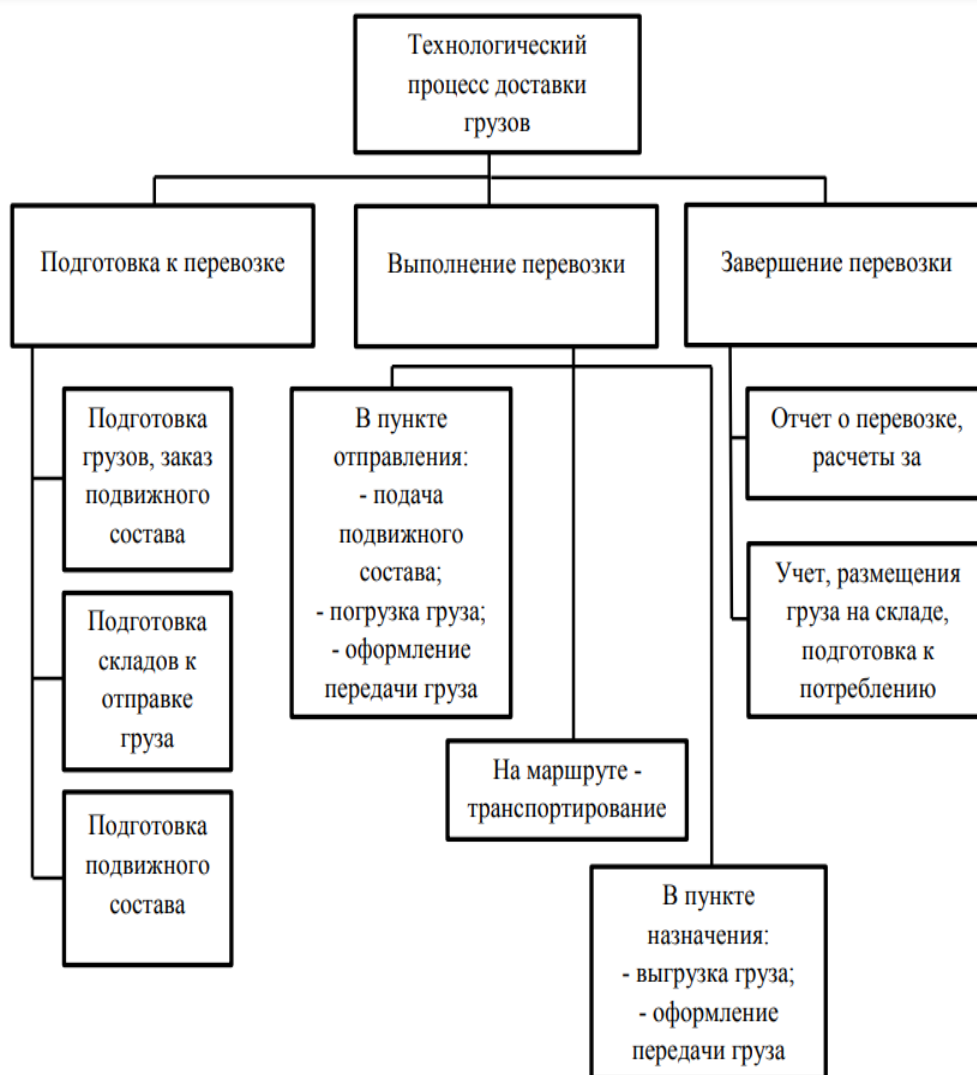 Технологический
процесс доставки
грузов
Подготовка к перевозке
Выполнение перевозки
Завершение перевозки
Подготовка
грузов, заказ
подвижного
состава
Подготовка
складов к
отправке
груза
Подготовка
подвижного
состава
В пункте
отправления:
- подача
подвижного
состава;
- погрузка груза;
- оформление
передачи груза
На маршруте -
транспортирование
В пункте
назначения:
- выгрузка груза;
- оформление
передачи груза
Отчет о перевозке,
расчеты за
Учет, размещения
груза на складе,
подготовка к
потреблению